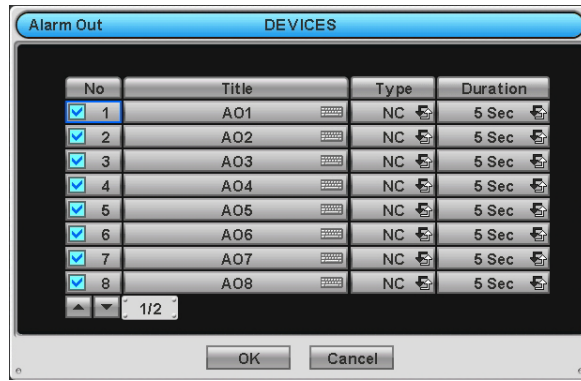 Alarm Out DEVICES
No Title Type Duration
1 AO1 NC 5 Sec
2 AO2 NC 5 Sec
3 AO3 NC 5 Sec
4 AO4 NC 5 Sec
5 AO5 NC 5 Sec
6 AO6 NC 5 Sec
7 AO7 NC 5 Sec
8 AO8 NC 5 Sec
1/2
OK Cancel